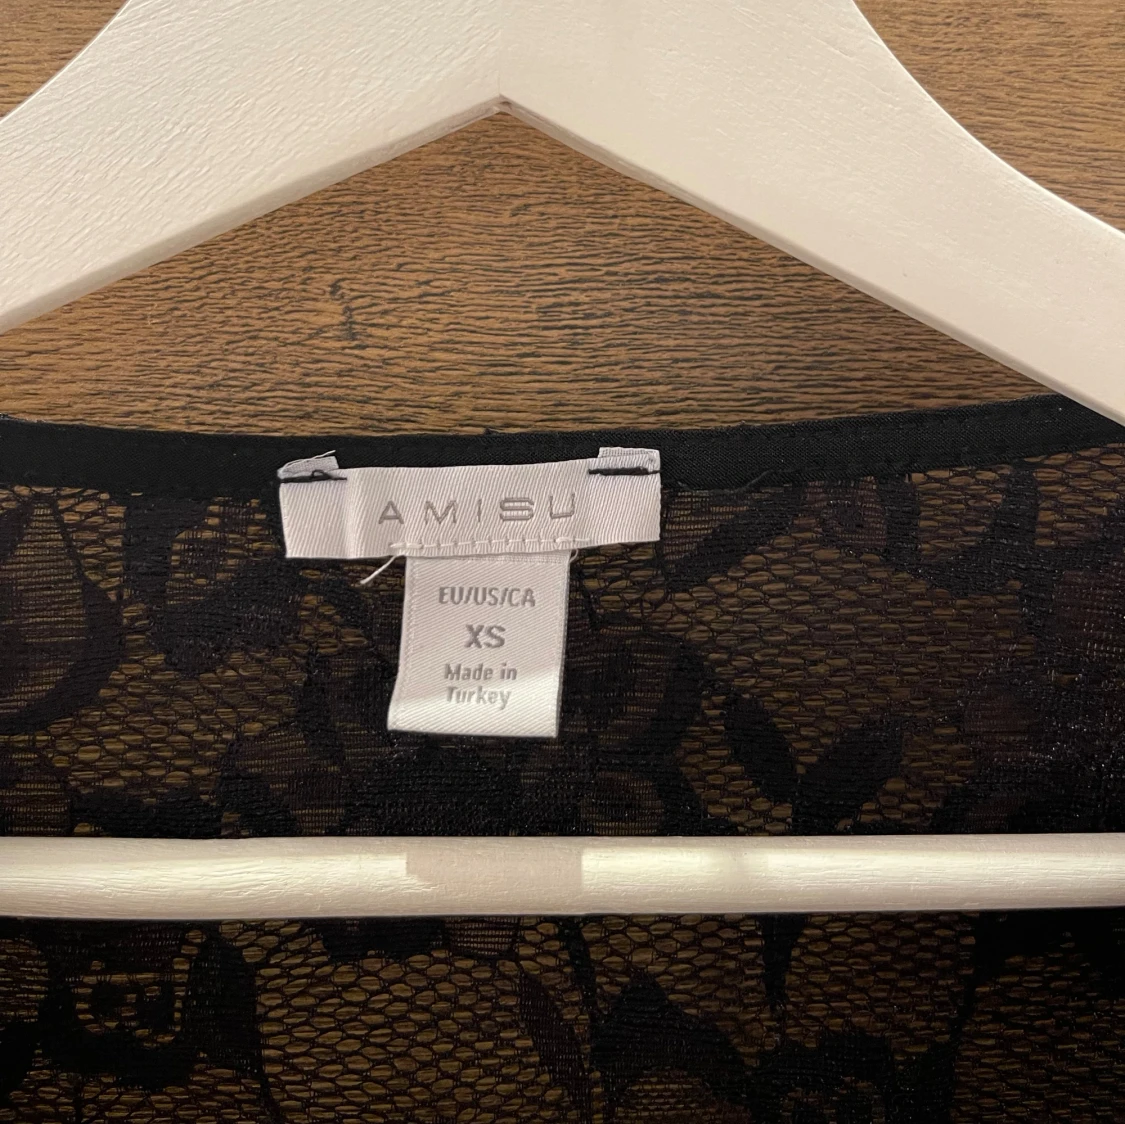 AMISU
EU/US/CA
XS
Made in
Turkey